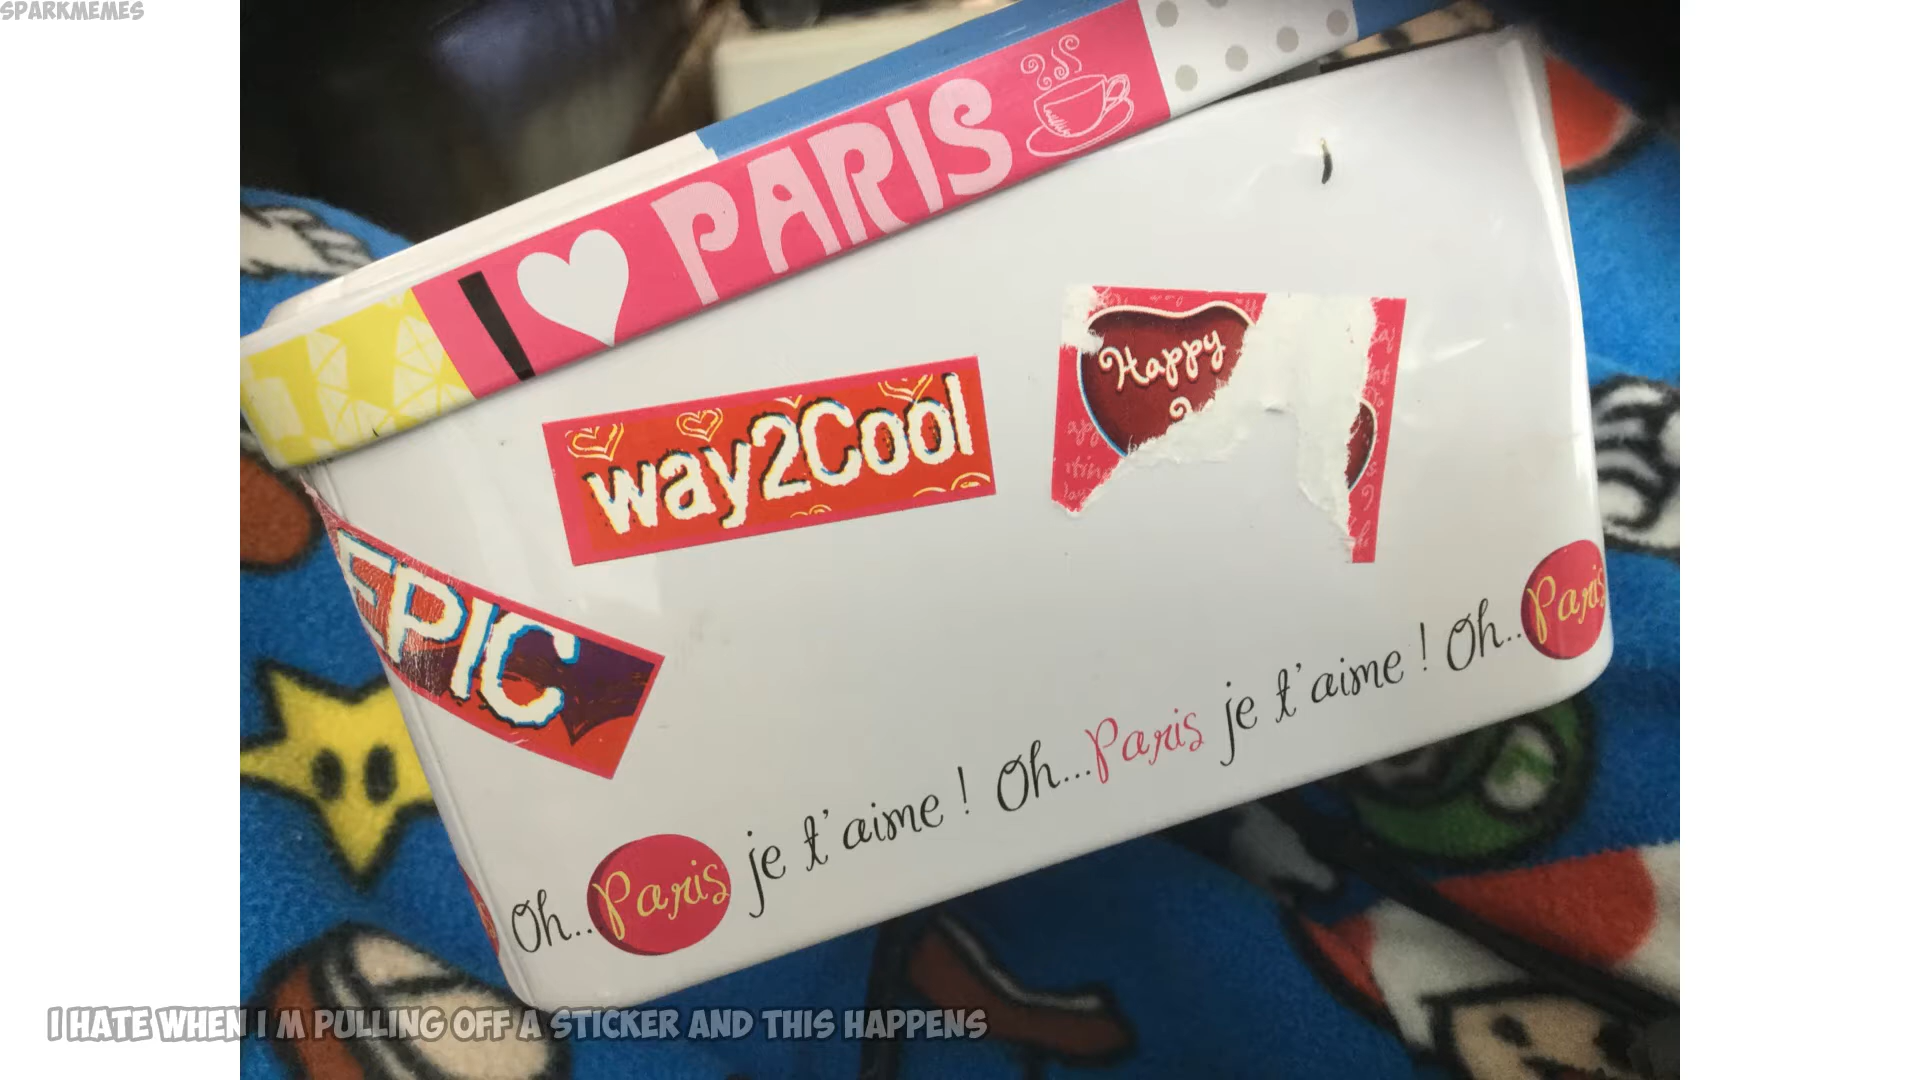 SPARKMEMES
I PARIS
way2Cool
Happy
EPIC
Oh...Paris je t'aime! Oh...Paris je t'aime! Oh...Paris
I HATE WHEN I M PULLING OFF A STICKER AND THIS HAPPENS